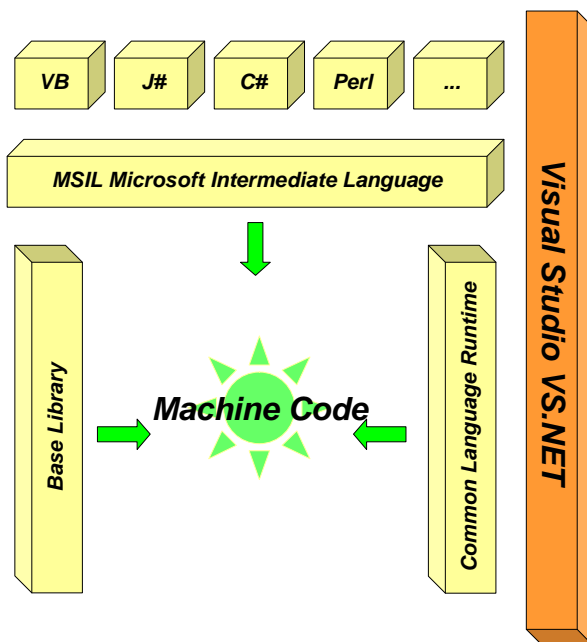 VB
J#
C#
Perl
...
MSIL Microsoft Intermediate Language
Base Library
Machine Code
Common Language Runtime
Visual Studio VS.NET